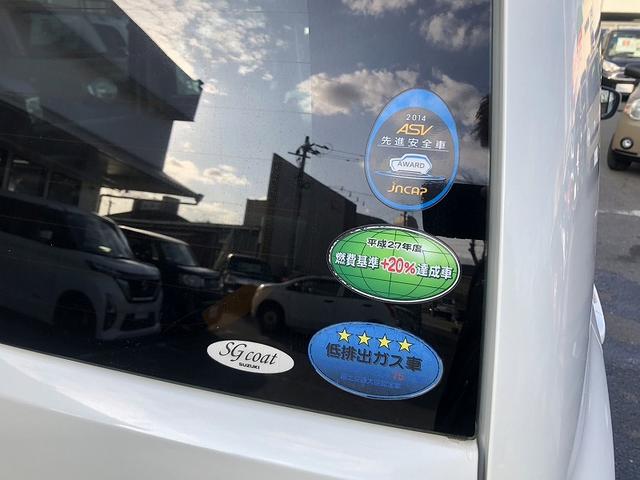 2014
ASV
先進安全車
AWARD
JNCAP
平成27年度
燃費基準+20%達成車
★★★★
低排出ガス車
SG coat
SUZUKI